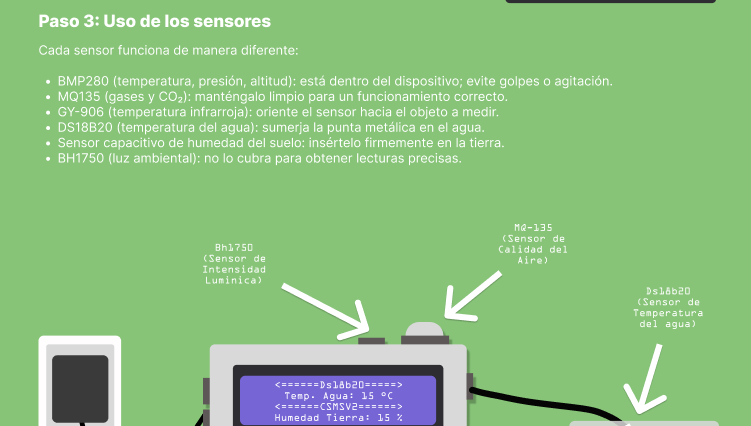 Paso 3: Uso de los sensores
Cada sensor funciona de manera diferente:
• BMP280 (temperatura, presión, altitud): está dentro del dispositivo; evite golpes o agitación.
• MQ135 (gases y CO₂): manténgalo limpio para un funcionamiento correcto.
• GY-906 (temperatura infrarroja): oriente el sensor hacia el objeto a medir.
• DS18B20 (temperatura del agua): sumerja la punta metálica en el agua.
• Sensor capacitivo de humedad del suelo: insértelo firmemente en la tierra.
• BH1750 (luz ambiental): no lo cubra para obtener lecturas precisas.
MQ-135
(Sensor de
Calidad del
Aire)
Bh1750
(Sensor de
Intensidad
Luminica)
Ds18b20
(Sensor de
Temperatura
del agua)
<======Ds18b20=====>
Temp. Agua: 15 ºC
<======CSMSV2======>
Humedad Tierra: 15 %